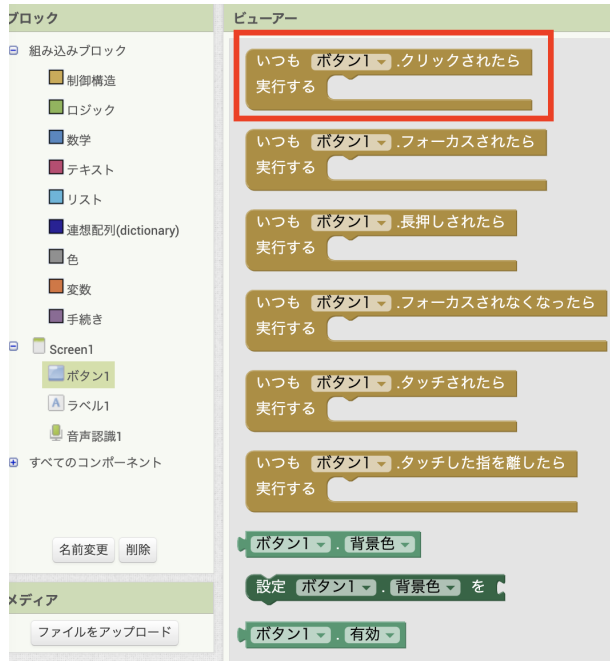 ブロック
組み込みブロック
制御構造
ロジック
数学
テキスト
リスト
連想配列(dictionary)
色
変数
手続き
Screen1
ボタン1
A ラベル1
音声認識1
すべてのコンポーネント
名前変更 削除
メディア
ファイルをアップロード
ビューアー
いつも ボタン1 .クリックされたら
実行する
いつも ボタン1 .フォーカスされたら
実行する
いつも ボタン1 .長押しされたら
実行する
いつも ボタン1 .フォーカスされなくなったら
実行する
いつも ボタン1 .タッチされたら
実行する
いつも ボタン1 .タッチした指を離したら
実行する
ボタン1 . 背景色
設定 ボタン1 . 背景色 を
ボタン1 . 有効